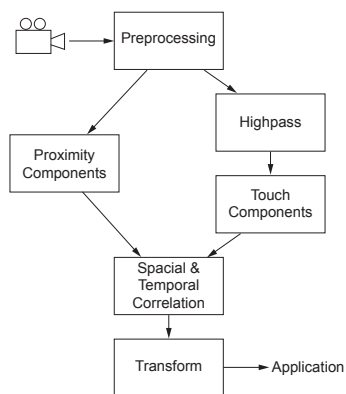 Preprocessing
Highpass
Proximity
Components
Touch
Components
Spacial &
Temporal
Correlation
Transform
Application